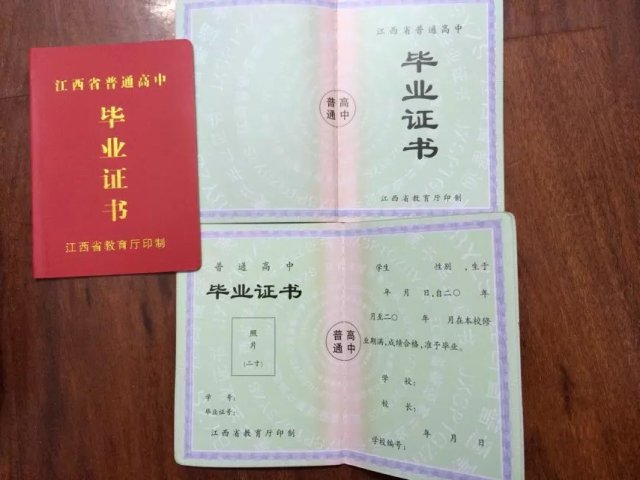 江西省普通高中
毕业证书
江西省教育厅印制
江西省普通高中
毕业证书
江西省教育厅印制
普通高中
普通高中
毕业证书
照片
(二寸)
学 号:
毕业证号:
江西省教育厅印制
普通高中
学生 性别 ,生于
年 月 日,自二〇 年
月至二〇 年 月在本校修
业期满,成绩合格,准予毕业。
学 校:
校 长:
年 月 日
学校编号: